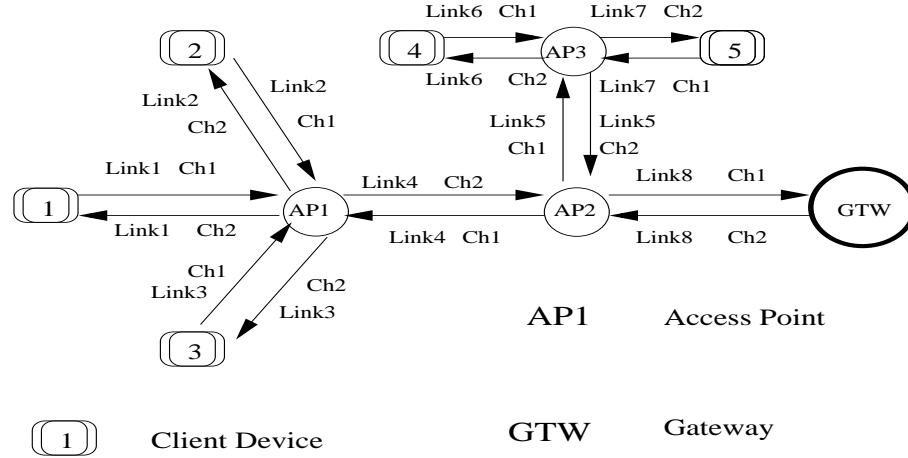 Link6 Ch1
Link7 Ch2
2
4
AP3
5
Link2
Link2
Ch2
Ch1
Link6 Ch2
Link7 Ch1
Link5
Ch1
Link5
Ch2
Link1 Ch1
Link4 Ch2
Link8 Ch1
1
AP1
AP2
GTW
Link1 Ch2
Link4 Ch1
Link8 Ch2
Ch1
Link3
Ch2
Link3
3
AP1 Access Point
1 Client Device
GTW Gateway